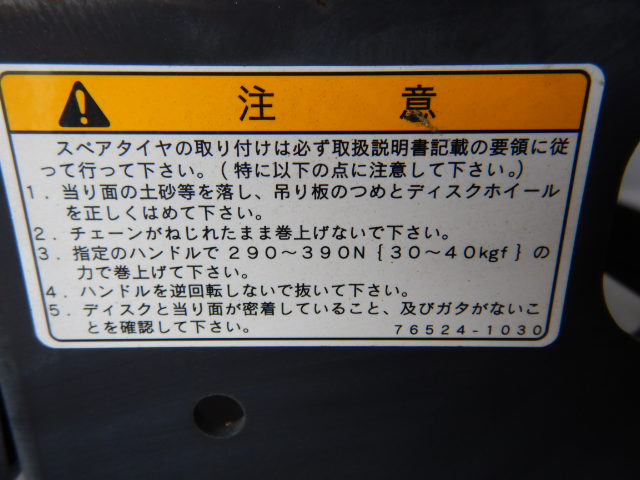 注意
スペアタイヤの取り付けは必ず取扱説明書記載の要領に従
って行って下さい。(特に以下の点に注意して下さい。)
1．当り面の土砂等を落し、吊り板のつめとディスクホイール
を正しくはめて下さい。
2．チェーンがねじれたまま巻上げないで下さい。
3．指定のハンドルで290～390N{30～40kgf}の
力で巻上げて下さい。
4．ハンドルを逆回転しないで抜いて下さい。
5．ディスクと当り面が密着していること、及びガタがないこ
とを確認して下さい。 76524-1030